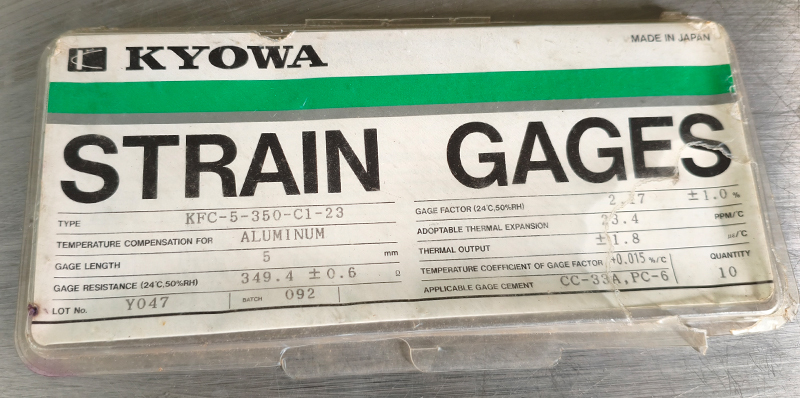 KYOWA
MADE IN JAPAN
STRAIN GAGES
TYPE KFC-5-350-C1-23
TEMPERATURE COMPENSATION FOR ALUMINUM
GAGE LENGTH 5 mm
GAGE RESISTANCE (24℃,50%RH) 349.4 ±0.6 Ω
LOT No. Y047 BATCH 092
GAGE FACTOR (24℃,50%RH) 2.17 ±1.0 %
ADOPTABLE THERMAL EXPANSION 23.4 PPM/℃
THERMAL OUTPUT ±1.8 με/℃
TEMPERATURE COEFFICIENT OF GAGE FACTOR +0.015 %/℃
APPLICABLE GAGE CEMENT CC-33A,PC-6
QUANTITY
10